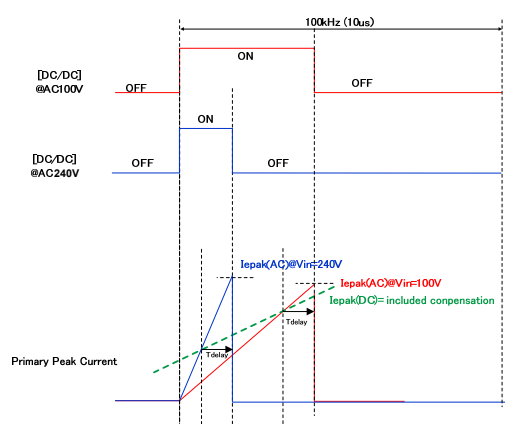 100kHz (10us)
[DC/DC]
@AC100V
OFF
ON
OFF
[DC/DC]
@AC240V
OFF
ON
OFF
Iepak(AC)@Vin=240V
Iepak(AC)@Vin=100V
Iepak(DC)= included conpensation
Tdelay
Tdelay
Primary Peak Current